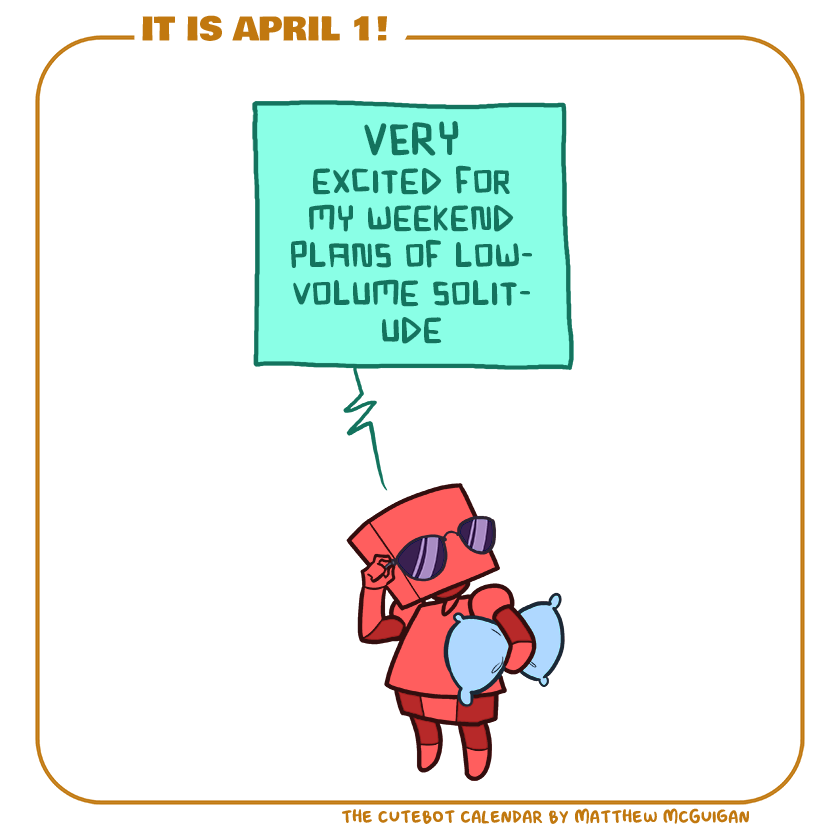 IT IS APRIL 1!
VERY
EXCITED FOR
MY WEEKEND
PLANS OF LOW-
VOLUME SOLIT-
UDE
THE CUTEBOT CALENDAR BY MATTHEW MCGUIGAN